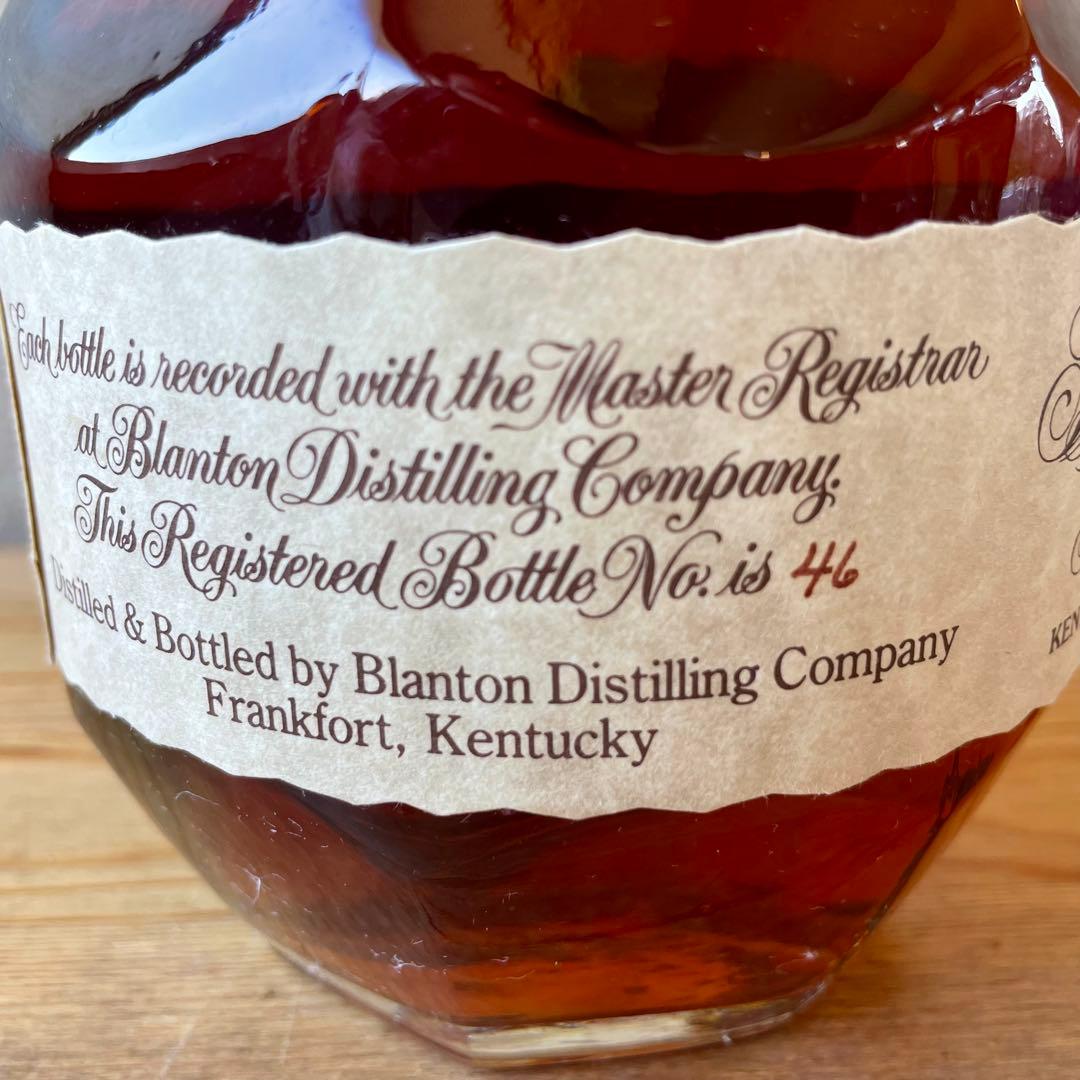 Each bottle is recorded with the Master Registrar
at Blanton Distilling Company.
This Registered Bottle No. is 46
Distilled & Bottled by Blanton Distilling Company
Frankfort, Kentucky